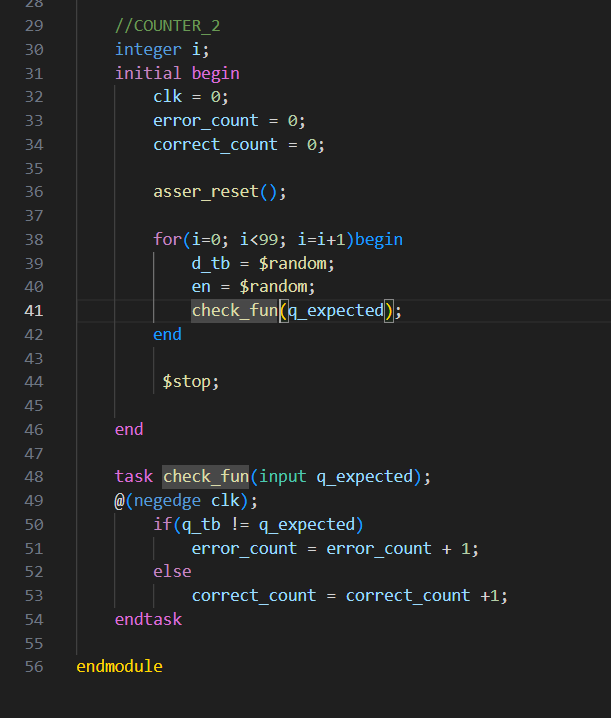 28
29 //COUNTER_2
30 integer i;
31 initial begin
32 clk = 0;
33 error_count = 0;
34 correct_count = 0;
35
36 asser_reset();
37
38 for(i=0; i<99; i=i+1)begin
39 d_tb = $random;
40 en = $random;
41 check_fun(q_expected);
42 end
43
44 $stop;
45
46 end
47
48 task check_fun(input q_expected);
49 @(negedge clk);
50 if(q_tb != q_expected)
51 error_count = error_count + 1;
52 else
53 correct_count = correct_count +1;
54 endtask
55
56 endmodule